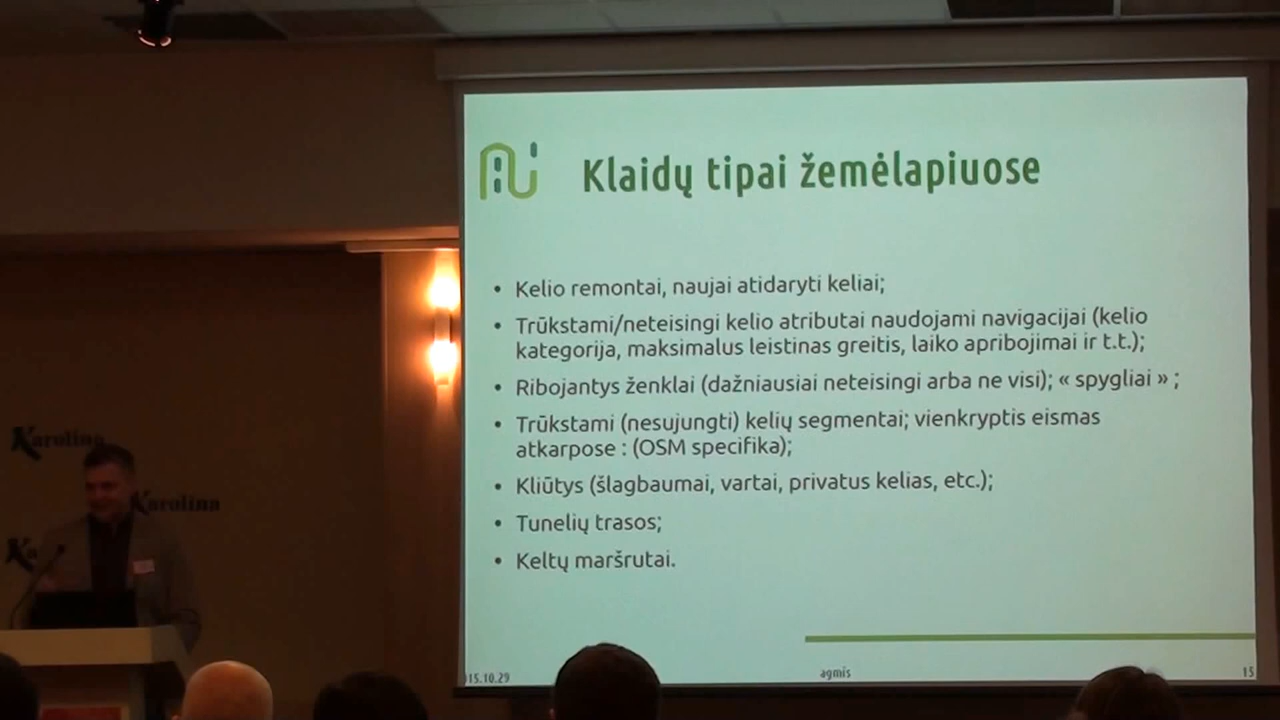 Klaidų tipai žemėlapiuose
• Kelio remontai, naujai atidaryti keliai;
• Trūkstami/neteisingi kelio atributai naudojami navigacijai (kelio
kategorija, maksimalus leistinas greitis, laiko apribojimai ir t.t.);
• Ribojantys ženklai (dažniausiai neteisingi arba ne visi); « spygliai » ;
• Trūkstami (nesujungti) kelių segmentai; vienkryptis eismas
atkarpose : (OSM specifika);
• Kliūtys (šlagbaumai, vartai, privatus kelias, etc.);
• Tunelių trasos;
• Keltų maršrutai.
15.10.29
agmis
15
Karolina
Karolina
Ka